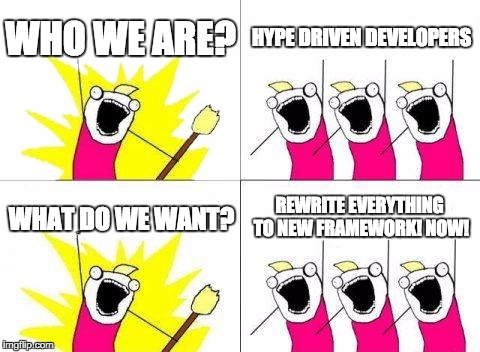 WHO WE ARE?
HYPE DRIVEN DEVELOPERS
WHAT DO WE WANT?
REWRITE EVERYTHING
TO NEW FRAMEWORK! NOW!
imgflip.com